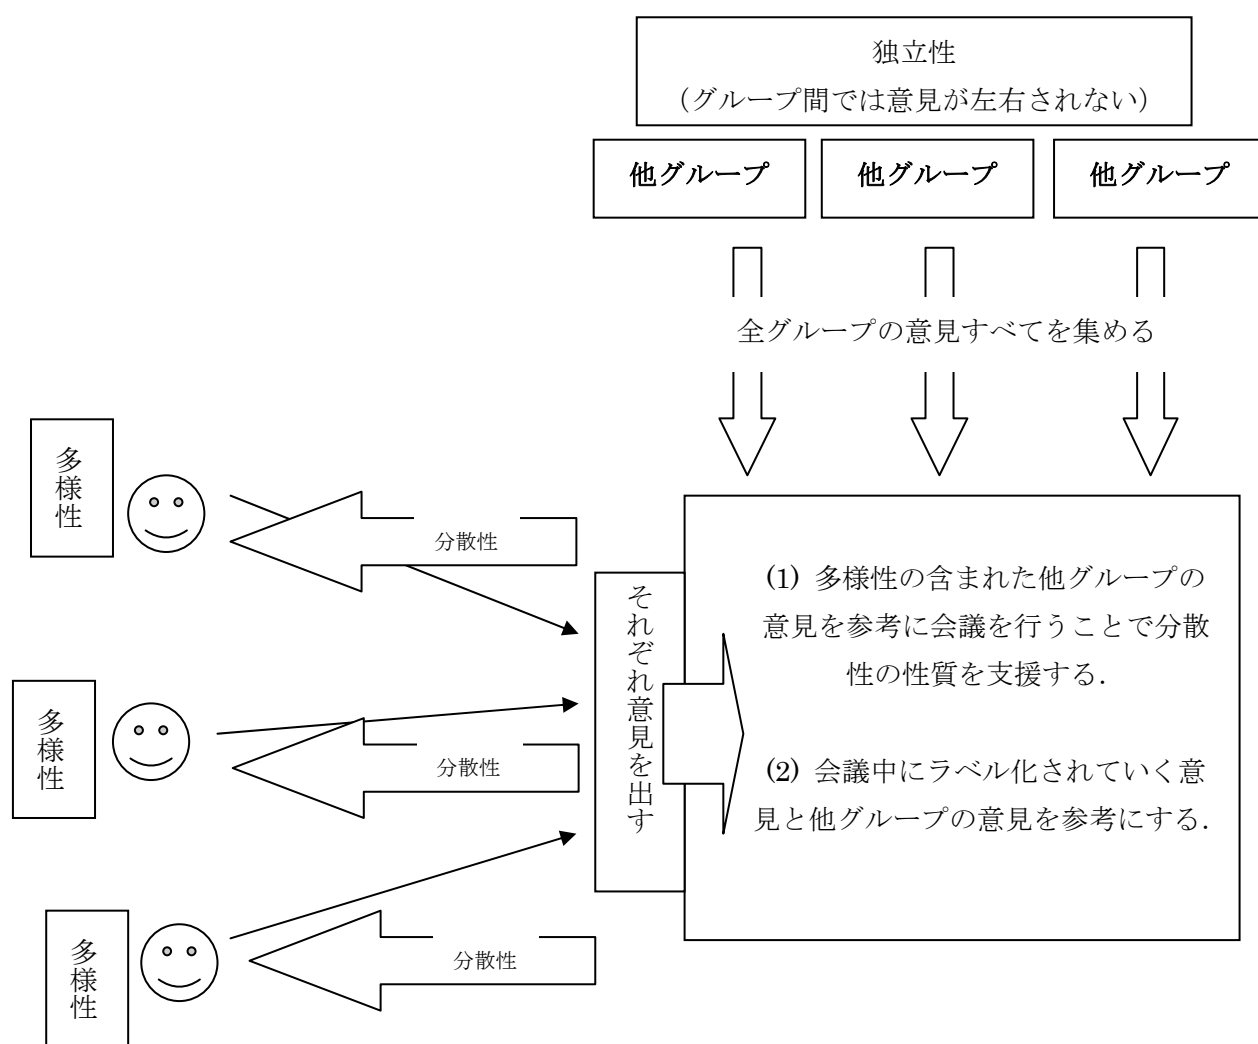 独立性
（グループ間では意見が左右されない）
他グループ
他グループ
他グループ
全グループの意見すべてを集める
多様性
分散性
多様性
分散性
多様性
分散性
それぞれ意見を出す
(1) 多様性の含まれた他グループの
意見を参考に会議を行うことで分散
性の性質を支援する.
(2) 会議中にラベル化されていく意
見と他グループの意見を参考にする.